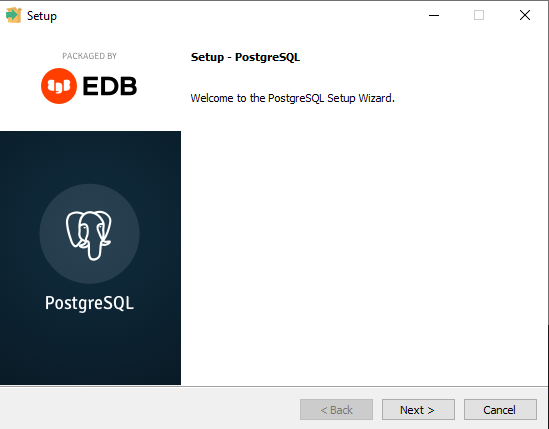 Setup
PACKAGED BY
EDB
PostgreSQL
Setup - PostgreSQL
Welcome to the PostgreSQL Setup Wizard.
< Back
Next >
Cancel